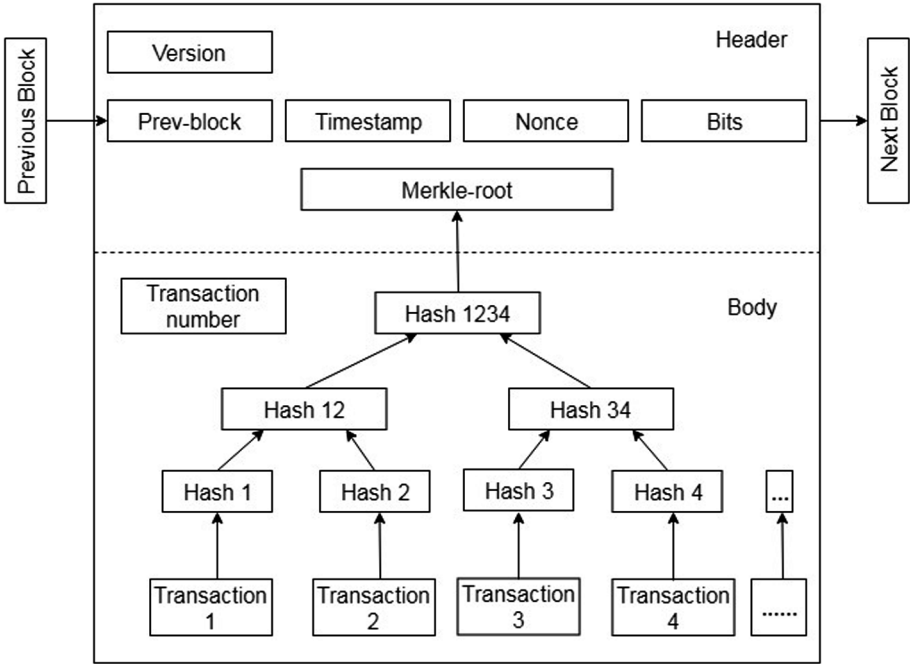 Header
Version
Previous Block
Prev-block
Timestamp
Nonce
Bits
Next Block
Merkle-root
Transaction
number
Body
Hash 1234
Hash 12
Hash 34
Hash 1
Hash 2
Hash 3
Hash 4
...
Transaction
1
Transaction
2
Transaction
3
Transaction
4
......